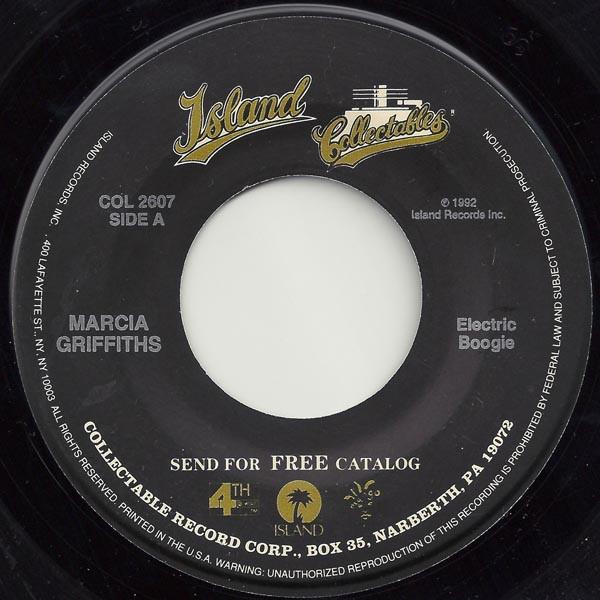 Island
Collectables
COL 2607
SIDE A
℗ 1992
Island Records Inc.
MARCIA
GRIFFITHS
Electric
Boogie
SEND FOR FREE CATALOG
4TH
ISLAND
COLLECTABLE RECORD CORP., BOX 35, NARBERTH, PA 19072
ISLAND RECORDS, INC. 400 LAFAYETTE ST., NY. NY 10003 ALL RIGHTS RESERVED. PRINTED IN THE U.S.A. WARNING: UNAUTHORIZED REPRODUCTION OF THIS RECORDING IS PROHIBITED BY FEDERAL LAW AND SUBJECT TO CRIMINAL PROSECUTION